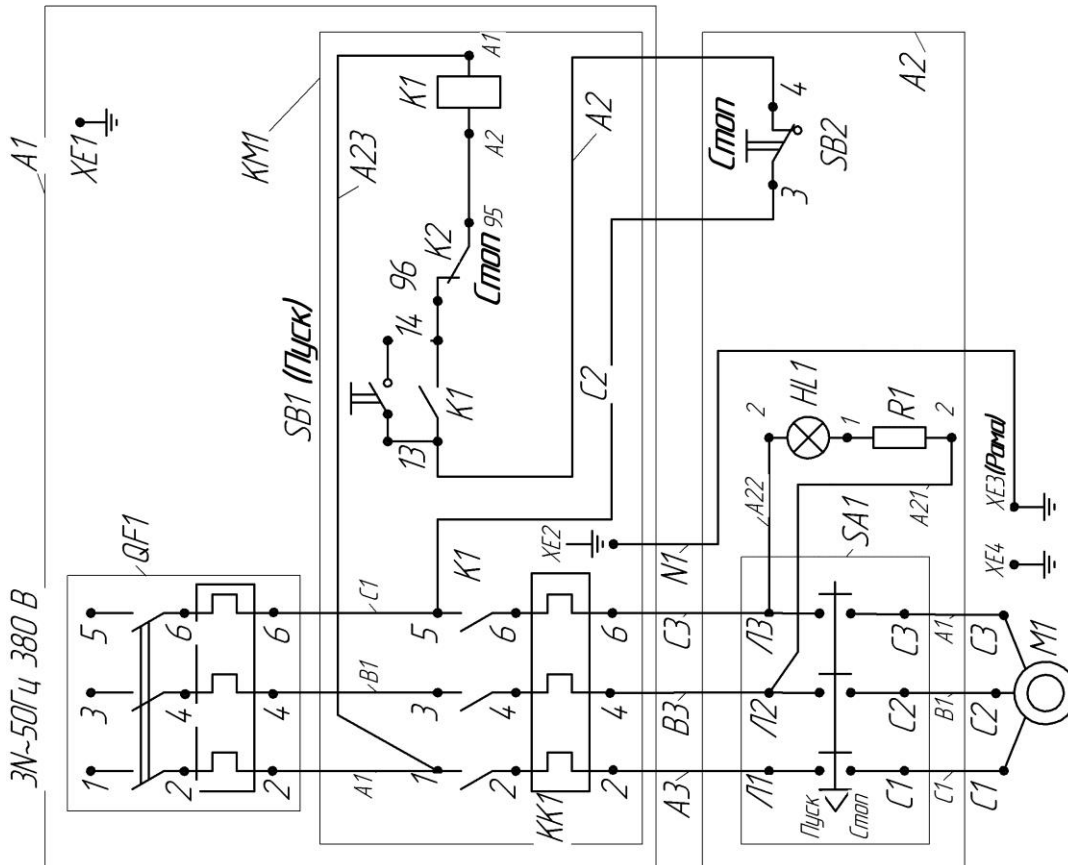 3N~50Гц 380 В
A1
XE1
QF1
1
3
5
2
4
6
2
4
6
A1
B1
C1
KM1
A23
SB1 (Пуск)
K1
A1
A2
13
14
96
K2
95
Стоп
K1
A2
1
3
5
K1
2
4
6
KK1
2
4
6
XE2
C2
A3
B3
C3
N1
A2
Стоп
3
4
SB2
Л1
Л2
Л3
A22
2
HL1
1
R1
2
A21
Пуск
Стоп
SA1
C1
C2
C3
C1
B1
A1
C1
C2
C3
M1
XE4
XE3(Рама)